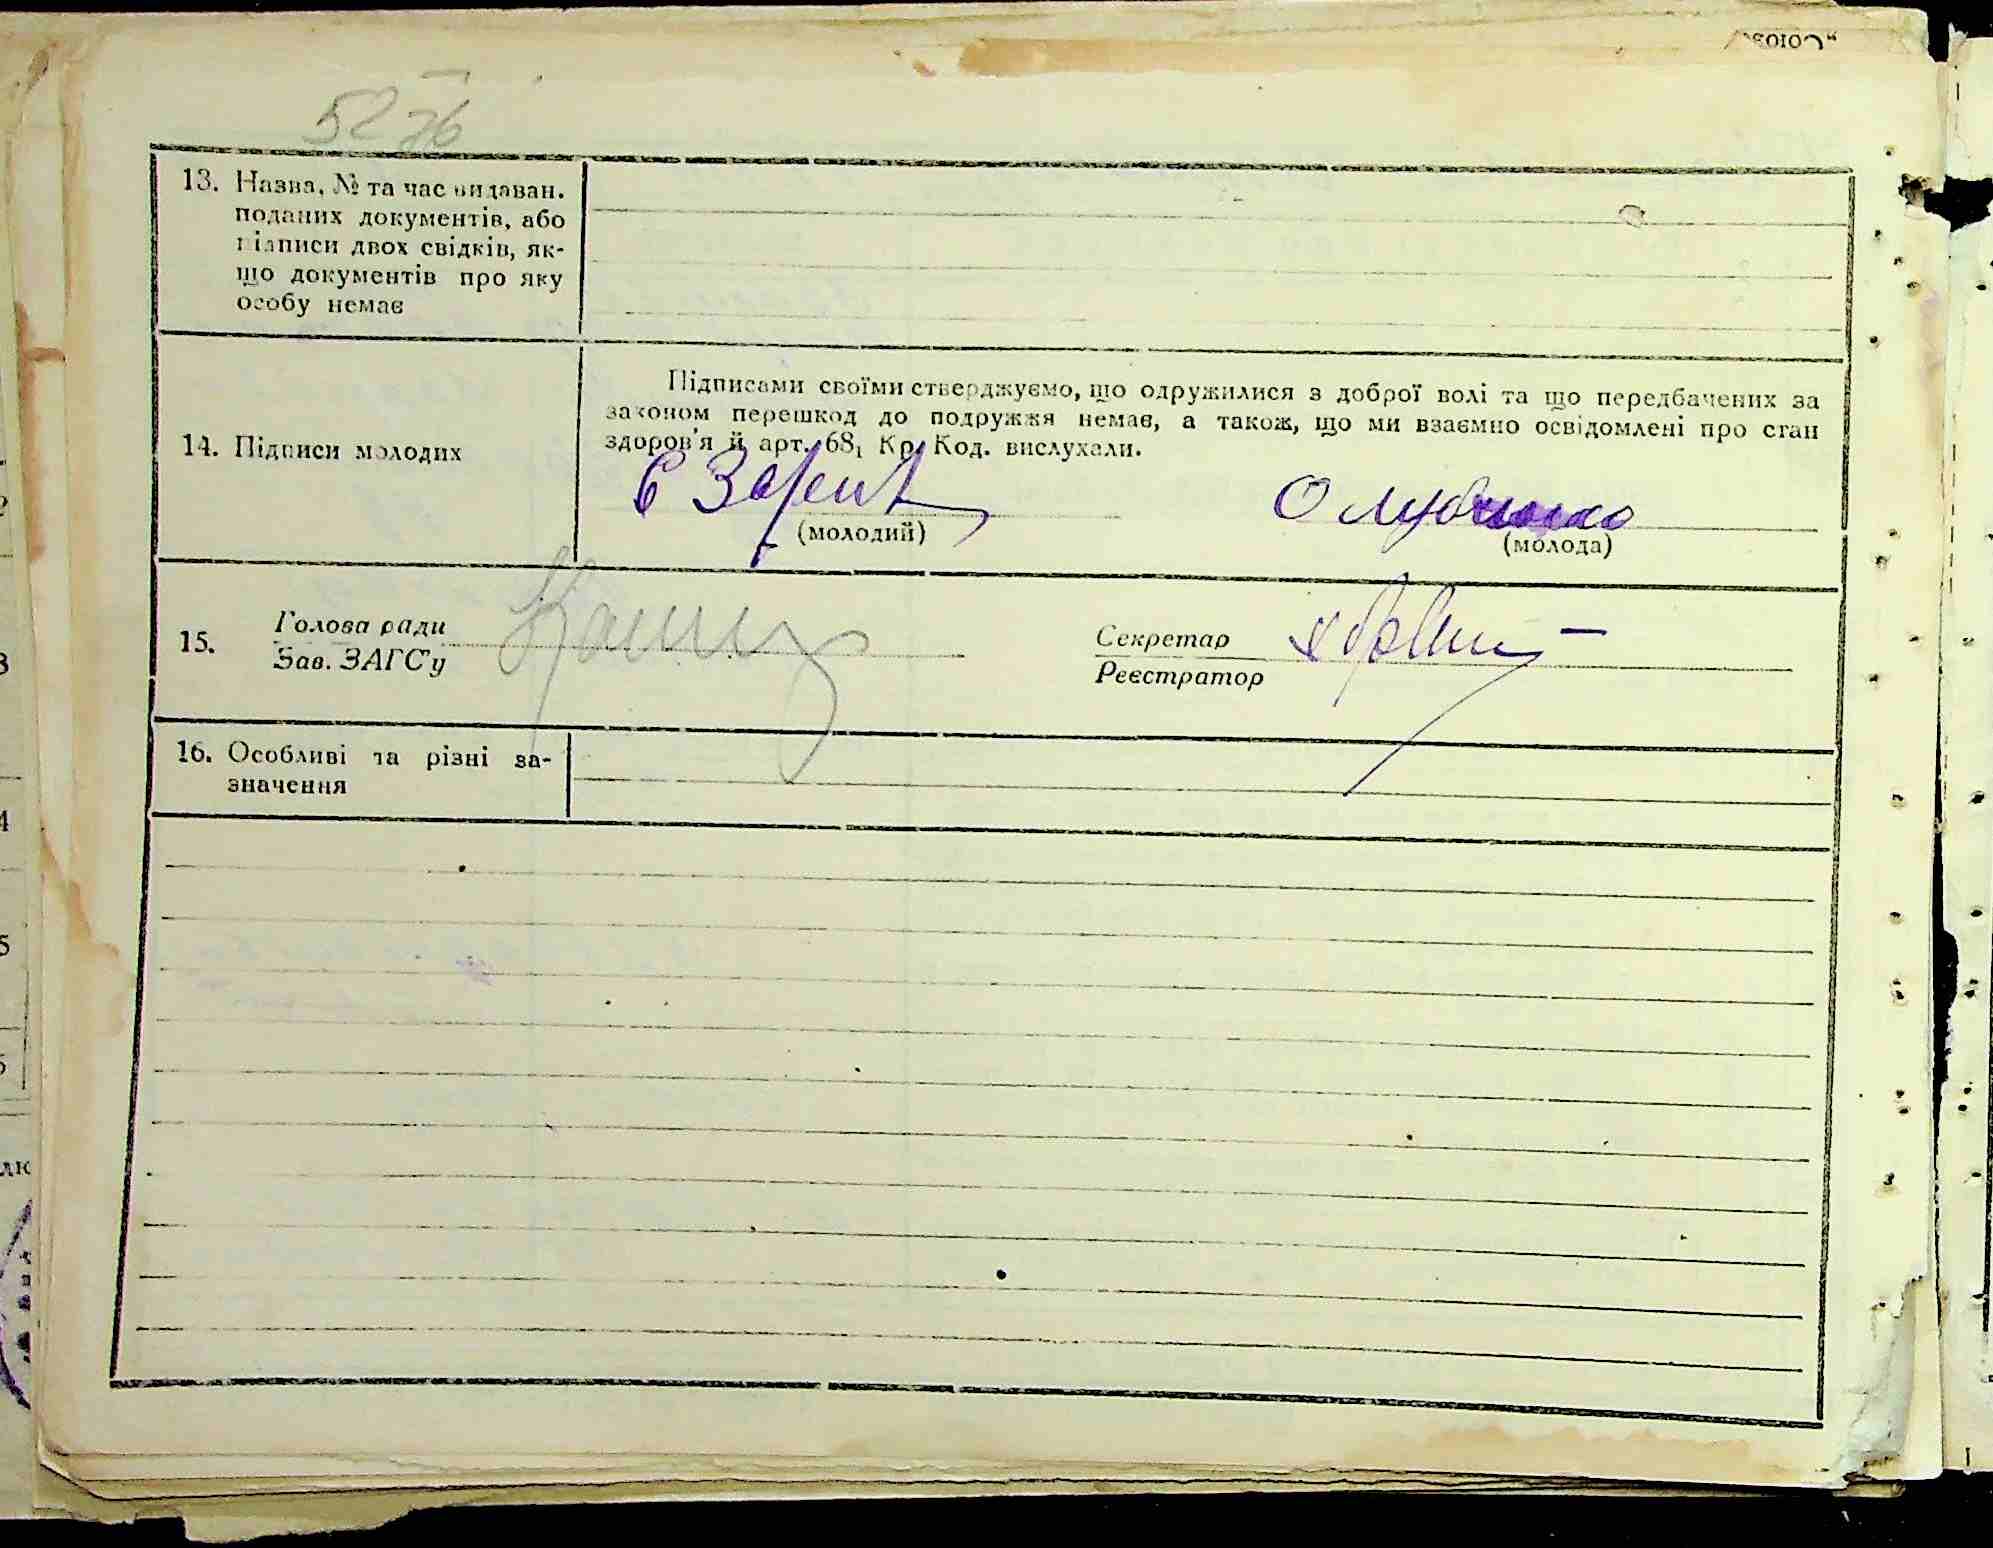 „Союз“
5276
13. Назва, № та час видаван.
поданих документів, або
підписи двох свідків, як-
що документів про яку
особу немає
14. Підписи молодих
Підписами своїми стверджуємо, що одружилися з доброї волі та що передбачених за
законом перешкод до подружжя немає, а також, що ми взаємно освідомлені про стан
здоров'я й арт. 68₁ Кр. Код. вислухали.
(молодий)
(молода)
15.
Голова ради
Зав. ЗАГС'у
Секретар
Реєстратор
16. Особливі та різні за-
значення